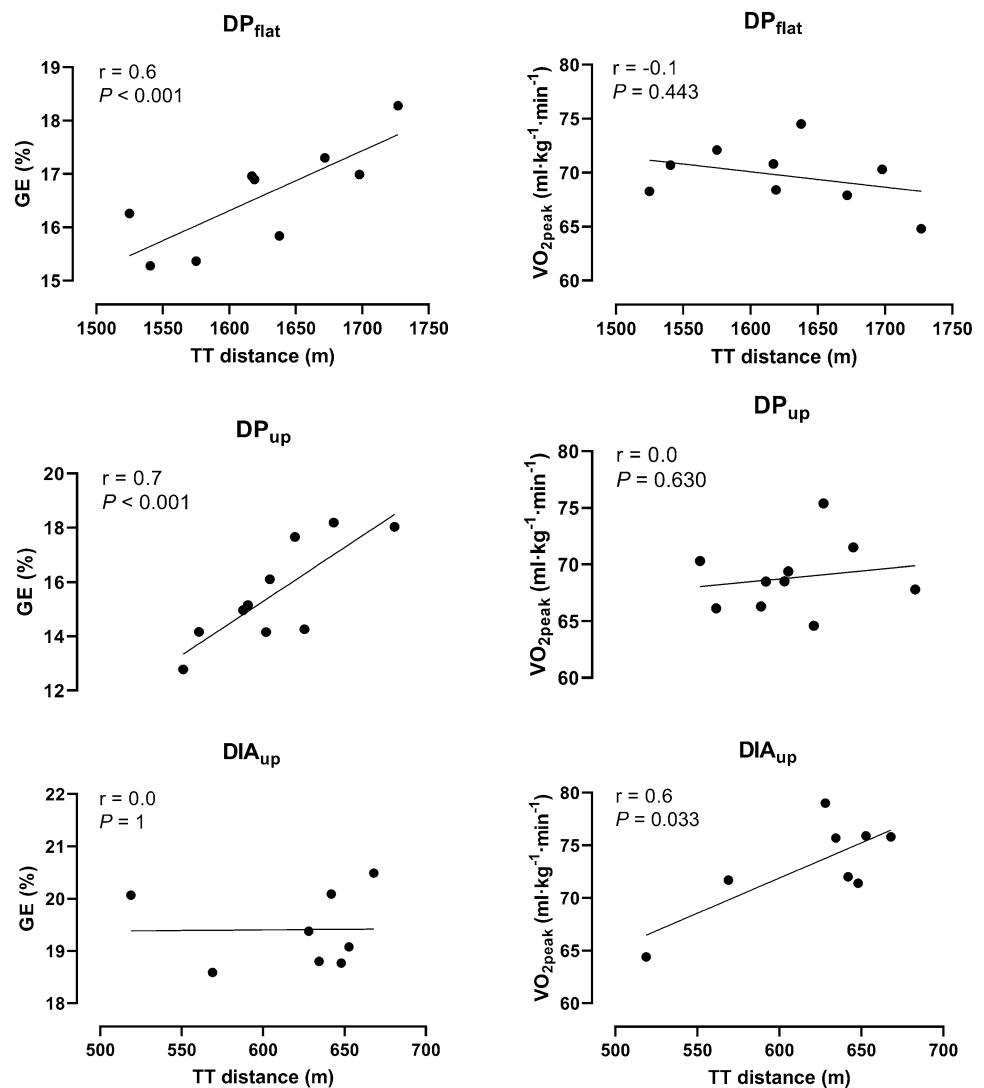 DPflat
r = 0.6
P < 0.001
GE (%)
19
18
17
16
15
1500 1550 1600 1650 1700 1750
TT distance (m)
DPflat
r = -0.1
P = 0.443
VO2peak (ml·kg-1·min-1)
80
75
70
65
60
1500 1550 1600 1650 1700 1750
TT distance (m)
DPup
r = 0.7
P < 0.001
GE (%)
20
18
16
14
12
DPup
r = 0.0
P = 0.630
VO2peak (ml·kg-1·min-1)
80
75
70
65
60
DIAup
r = 0.0
P = 1
GE (%)
22
21
20
19
18
500 550 600 650 700
TT distance (m)
DIAup
r = 0.6
P = 0.033
VO2peak (ml·kg-1·min-1)
80
75
70
65
60
500 550 600 650 700
TT distance (m)